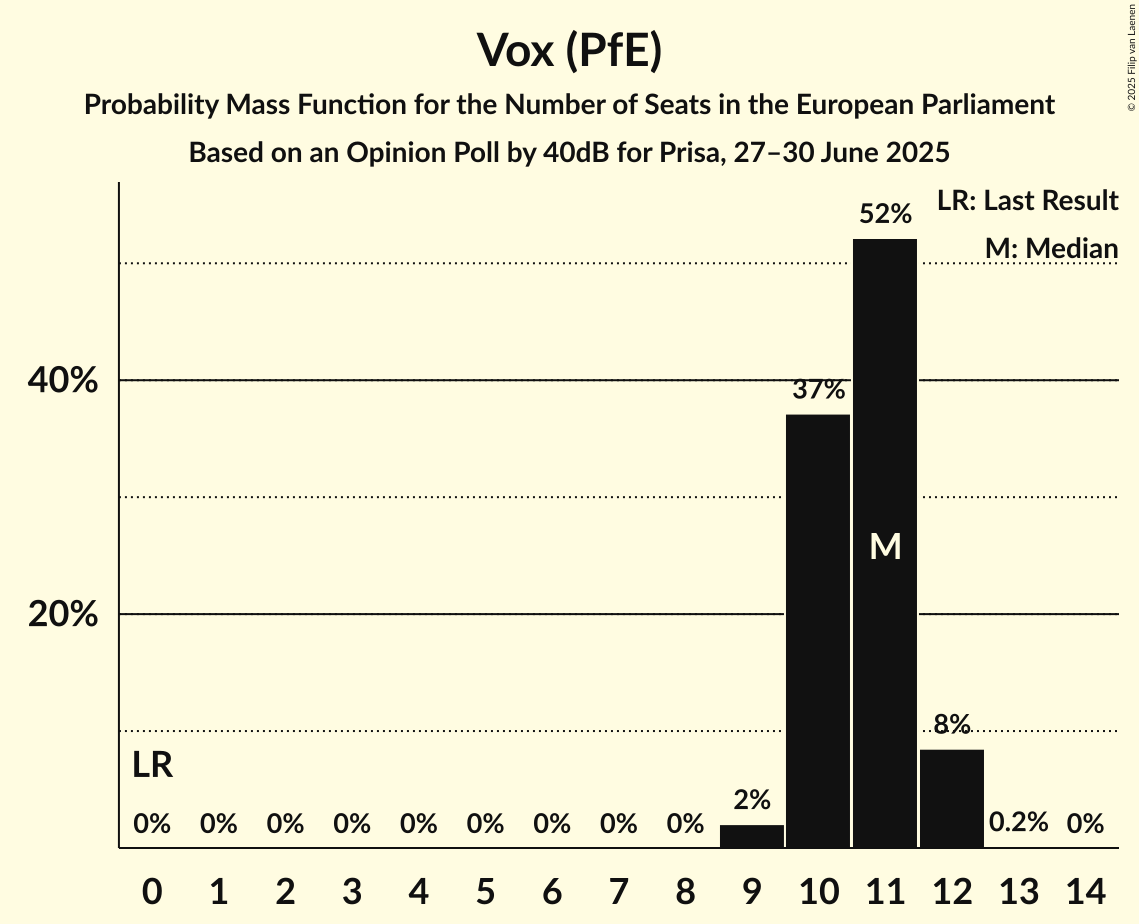 Vox (PfE)
Probability Mass Function for the Number of Seats in the European Parliament
Based on an Opinion Poll by 40dB for Prisa, 27–30 June 2025
© 2025 Filip van Laenen
LR: Last Result
M: Median
52%
40%
37%
M
20%
8%
LR
2%
0% 0% 0% 0% 0% 0% 0% 0% 0% 0.2% 0%
0 1 2 3 4 5 6 7 8 9 10 11 12 13 14